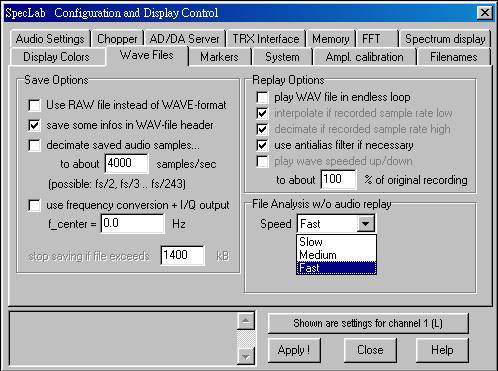 SpecLab Configuration and Display Control
Audio Settings Chopper AD/DA Server TRX Interface Memory FFT Spectrum display
Display Colors Wave Files Markers System Ampl. calibration Filenames
Save Options
Use RAW file instead of WAVE-format
save some infos in WAV-file header
decimate saved audio samples...
to about 4000 samples/sec
(possible: fs/2, fs/3 .. fs/243)
use frequency conversion + I/Q output
f_center = 0.0 Hz
stop saving if file exceeds 1400 kB
Replay Options
play WAV file in endless loop
interpolate if recorded sample rate low
decimate if recorded sample rate high
use antialias filter if necessary
play wave speeded up/down
to about 100 % of original recording
File Analysis w/o audio replay
Speed Fast
Slow
Medium
Fast
Shown are settings for channel 1 (L)
Apply ! Close Help